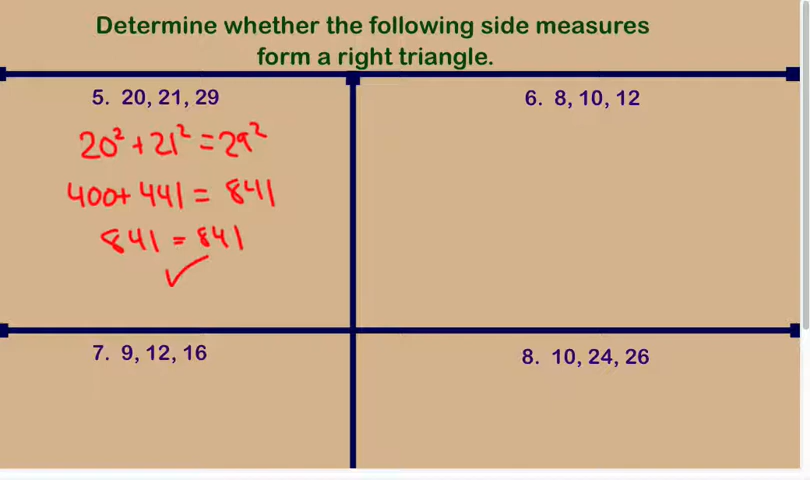 Determine whether the following side measures
form a right triangle.
5. 20, 21, 29
20² + 21² = 29²
400 + 441 = 841
841 = 841
✓
6. 8, 10, 12
7. 9, 12, 16
8. 10, 24, 26